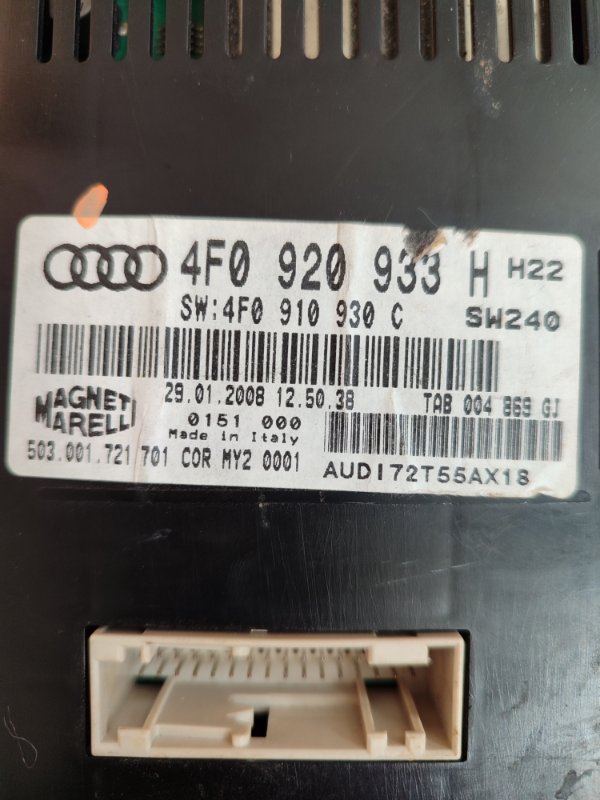 4F0 920 933 H H22
SW:4F0 910 930 C SW240
29.01.2008 12.50.38 TAB 004 869 GJ
MAGNETI MARELLI
0151 000
Made in Italy
503.001.721 701 COR MY2 0001
AUDI72T55AX18